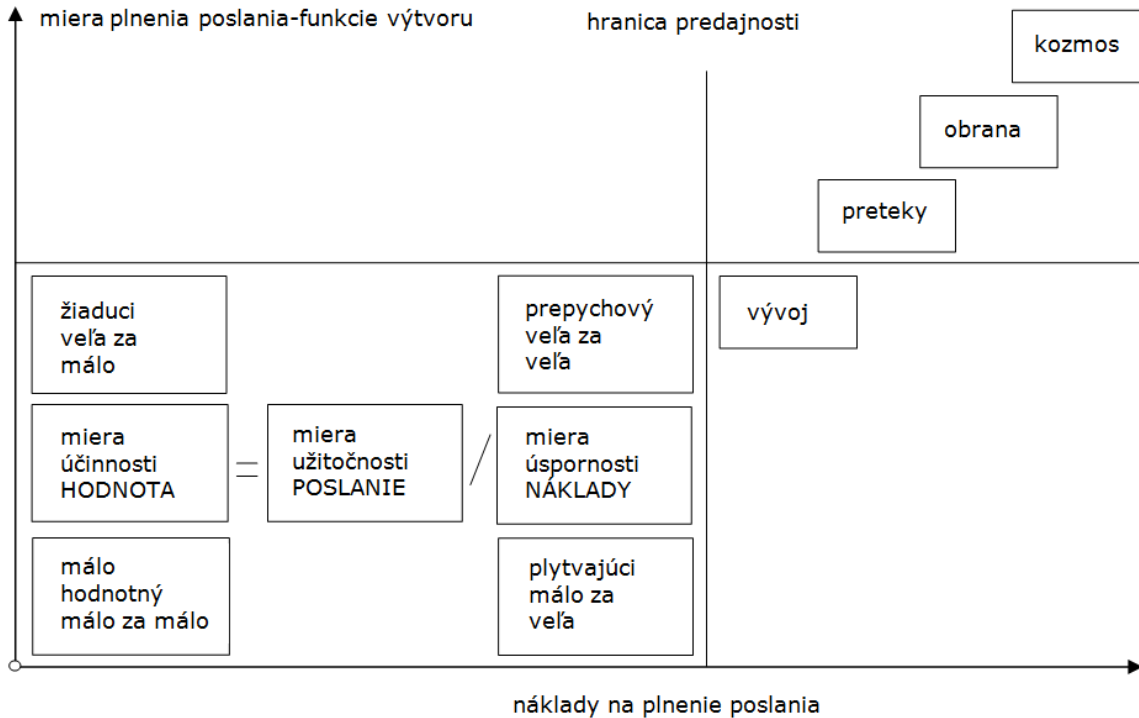 miera plnenia poslania-funkcie výtvoru
hranica predajnosti
kozmos
obrana
preteky
žiaduci
veľa za
málo
prepychový
veľa za
veľa
vývoj
miera
účinnosti
HODNOTA
=
miera
užitočnosti
POSLANIE
/
miera
úspornosti
NÁKLADY
málo
hodnotný
málo za málo
plytvajúci
málo za
veľa
náklady na plnenie poslania